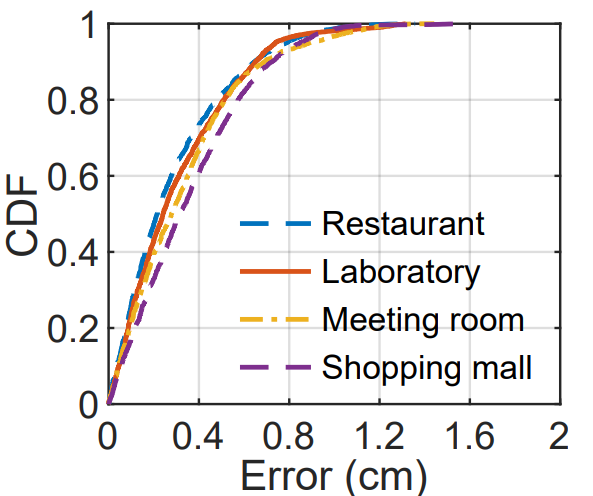 1
0.8
0.6
0.4
0.2
0
CDF
Restaurant
Laboratory
Meeting room
Shopping mall
0 0.4 0.8 1.2 1.6 2
Error (cm)